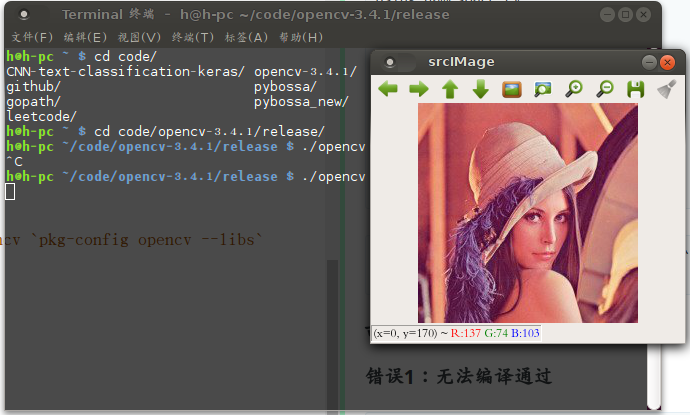 Terminal 终端 - h@h-pc ~/code/opencv-3.4.1/release
文件(F) 编辑(E) 视图(V) 终端(T) 标签(A) 帮助(H)
h@h-pc ~ $ cd code/
CNN-text-classification-keras/ opencv-3.4.1/
github/ pybossa/
gopath/ pybossa_new/
leetcode/
h@h-pc ~ $ cd code/opencv-3.4.1/release/
h@h-pc ~/code/opencv-3.4.1/release $ ./opencv
^C
h@h-pc ~/code/opencv-3.4.1/release $ ./opencv
`pkg-config opencv --libs`
srcIMage
(x=0, y=170) ~ R:137 G:74 B:103
错误1：无法编译通过